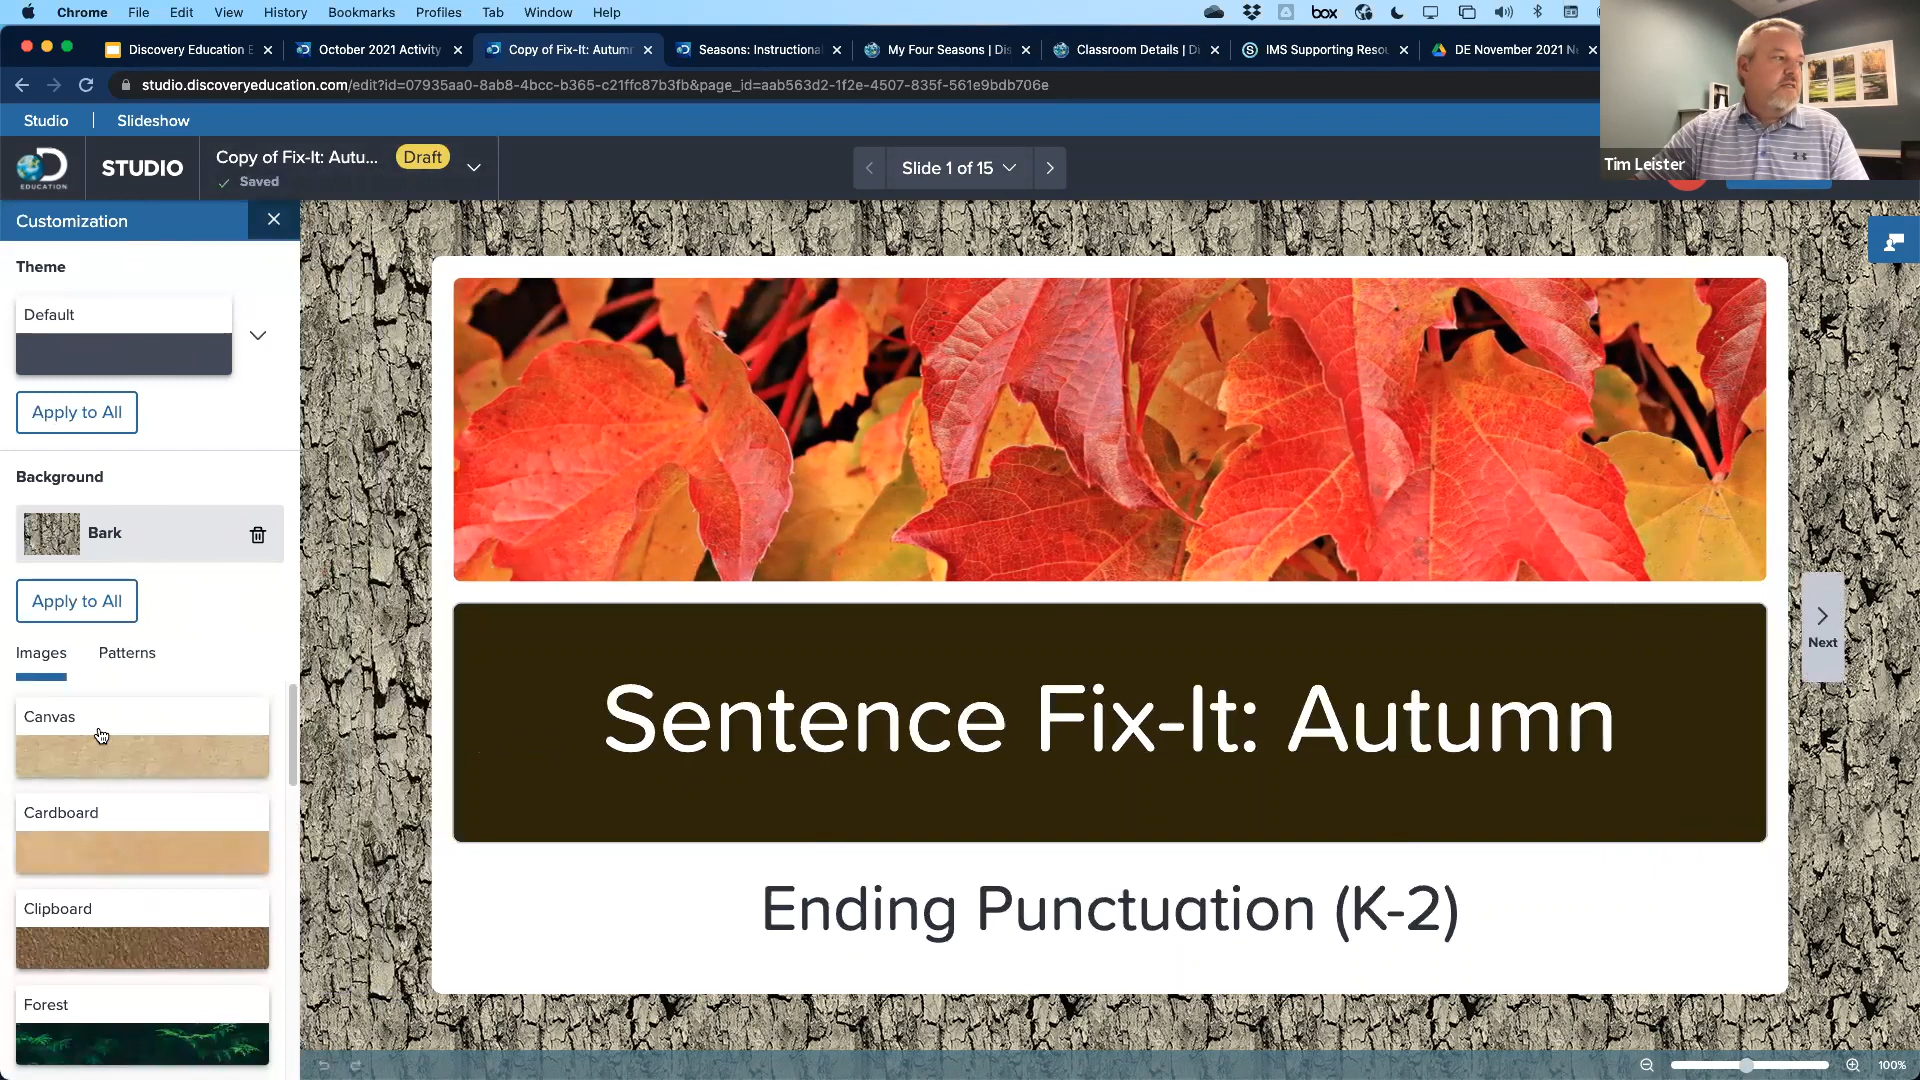 Chrome File Edit View History Bookmarks Profiles Tab Window Help box
Discovery Education E October 2021 Activity Copy of Fix-It: Autum Seasons: Instructional My Four Seasons | Dis Classroom Details | Di IMS Supporting Reso DE November 2021 N
studio.discoveryeducation.com/edit?id=07935aa0-8ab8-4bcc-b365-c21ffc87b3fb&page_id=aab563d2-1f2e-4507-835f-561e9bdb706e
Studio | Slideshow
EDUCATION
STUDIO
Copy of Fix-It: Autu... Draft
Saved
Slide 1 of 15
Tim Leister
Customization
Theme
Default
Apply to All
Background
Bark
Apply to All
Images Patterns
Canvas
Cardboard
Clipboard
Forest
Sentence Fix-It: Autumn
Ending Punctuation (K-2)
Next
100%